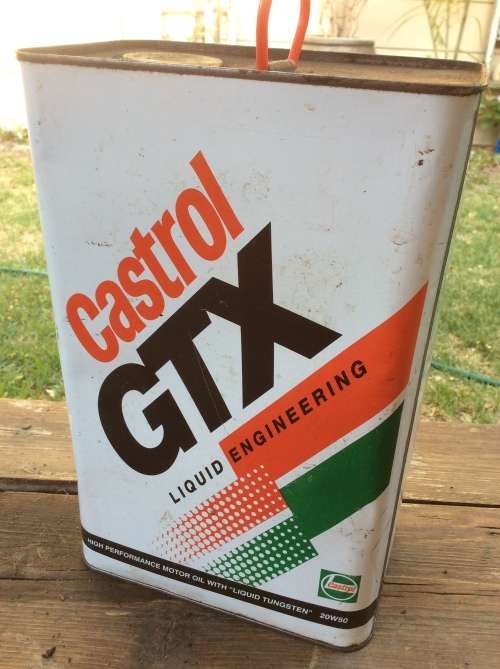 Castrol
GTX
LIQUID ENGINEERING
HIGH PERFORMANCE MOTOR OIL WITH "LIQUID TUNGSTEN" 20W50
Castrol